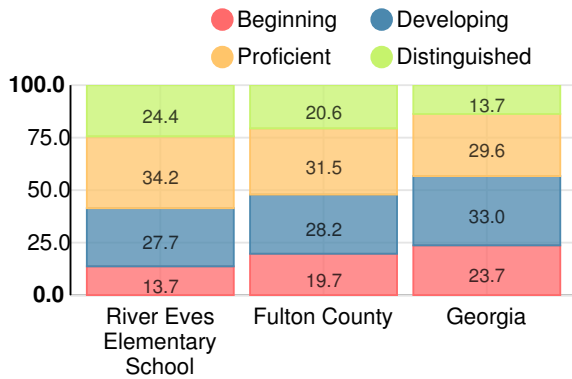 Beginning Developing
Proficient Distinguished
100.0
75.0
50.0
25.0
0.0
24.4 20.6 13.7
34.2 31.5 29.6
27.7 28.2 33.0
13.7 19.7 23.7
River Eves Elementary School
Fulton County
Georgia